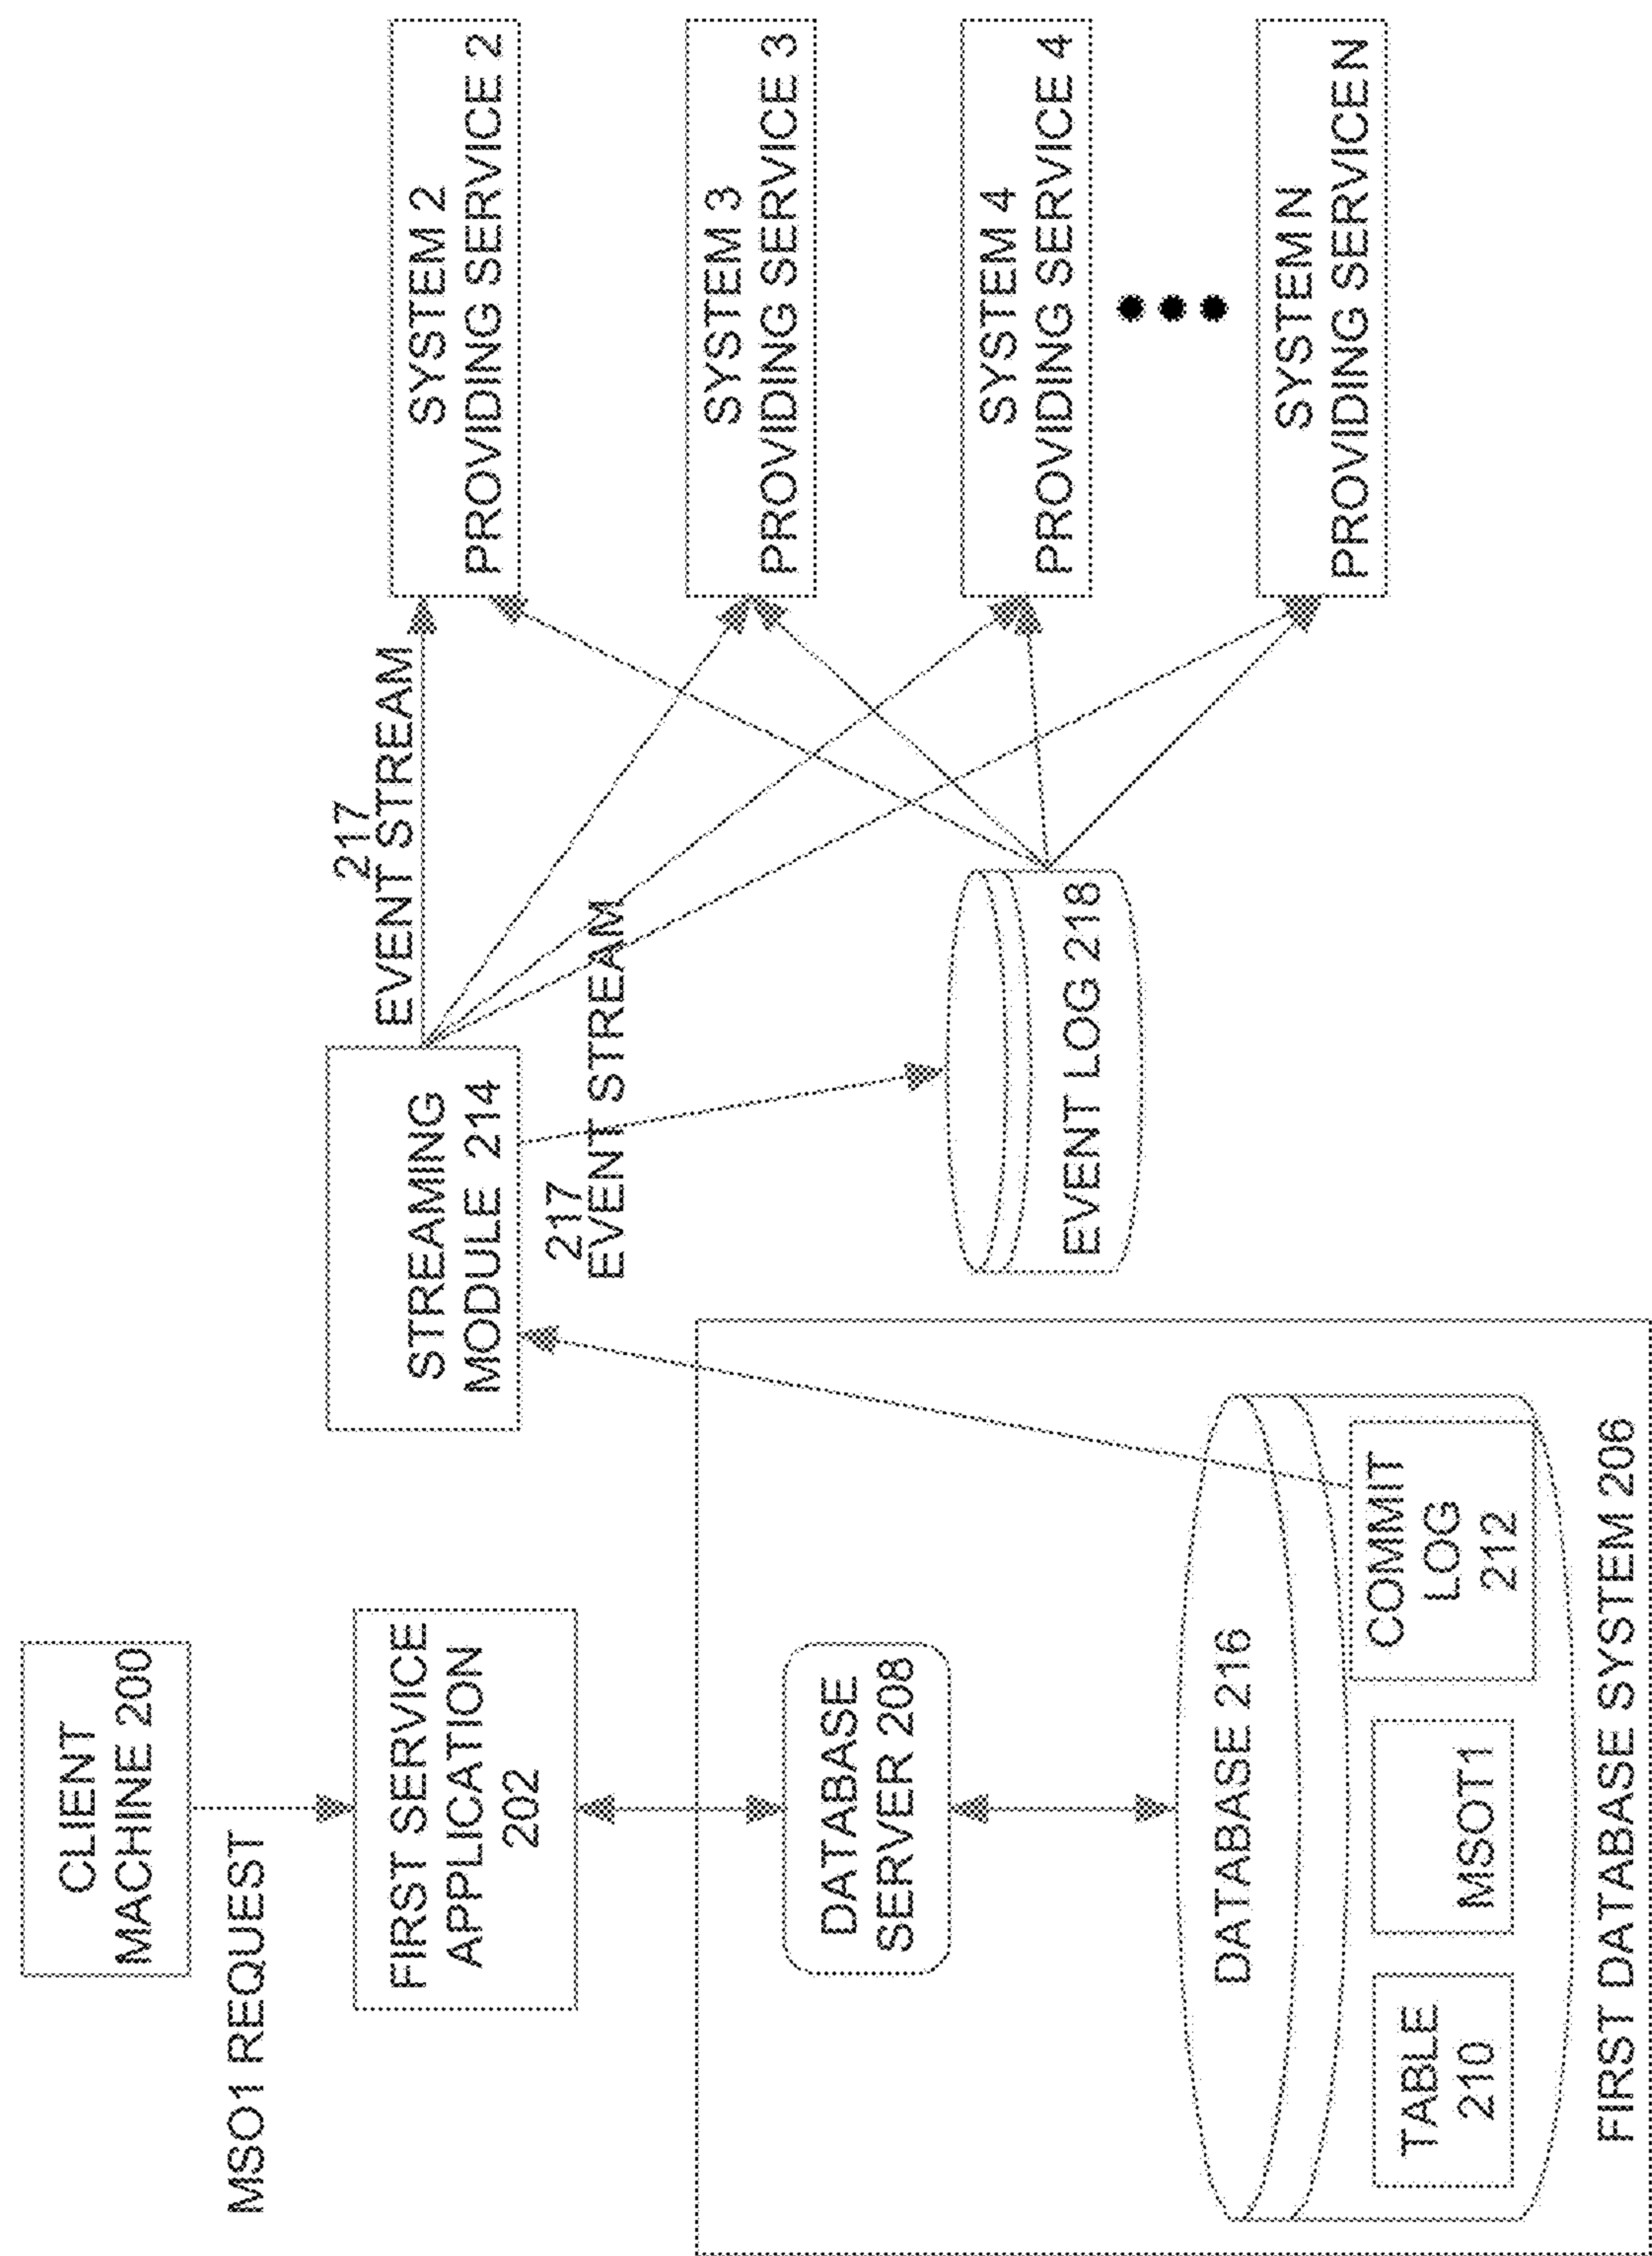 CLIENT
MACHINE 200
MSO1 REQUEST
FIRST SERVICE
APPLICATION
202
DATABASE
SERVER 208
DATABASE 216
TABLE
210
MSOT1
COMMIT
LOG
212
FIRST DATABASE SYSTEM 206
STREAMING
MODULE 214
217
EVENT STREAM
217
EVENT STREAM
EVENT LOG 218
SYSTEM 2
PROVIDING SERVICE 2
SYSTEM 3
PROVIDING SERVICE 3
SYSTEM 4
PROVIDING SERVICE 4
SYSTEM N
PROVIDING SERVICE N